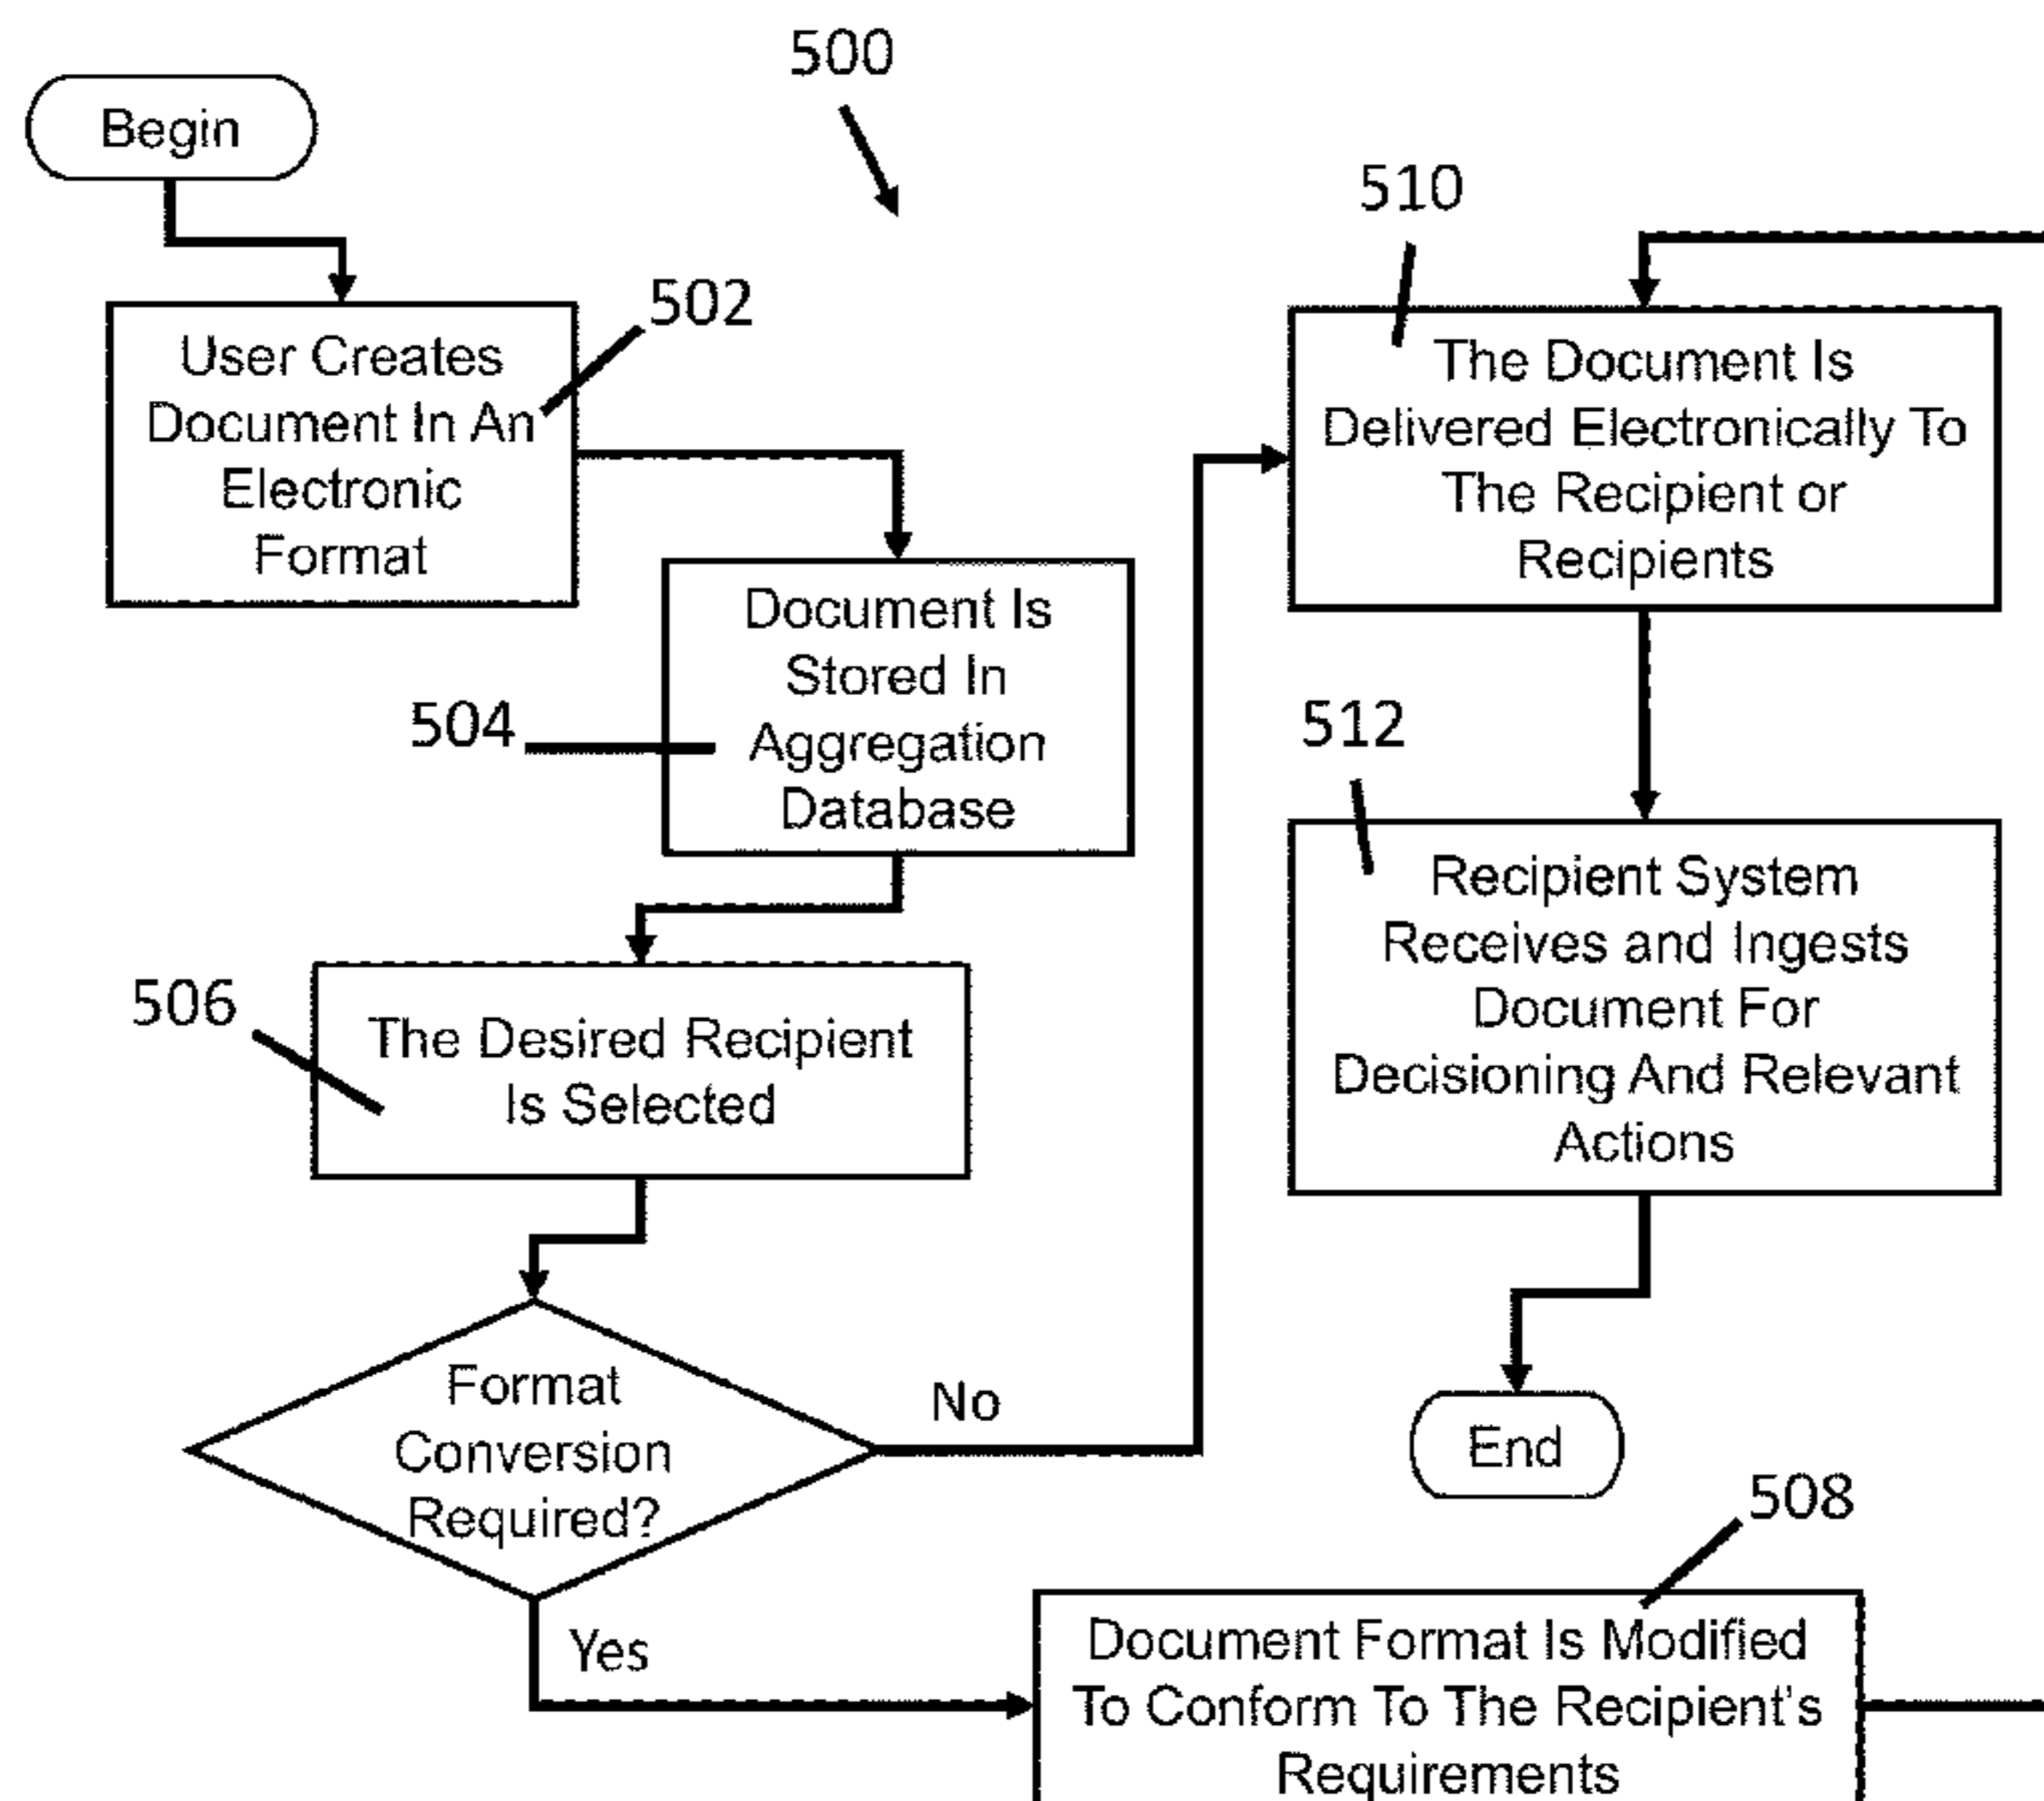 500
Begin
502
User Creates
Document In An
Electronic
Format
504
Document Is
Stored In
Aggregation
Database
506
The Desired Recipient
Is Selected
Format
Conversion
Required?
No
Yes
508
Document Format Is Modified
To Conform To The Recipient's
Requirements
510
The Document Is
Delivered Electronically To
The Recipient or
Recipients
512
Recipient System
Receives and Ingests
Document For
Decisioning And Relevant
Actions
End